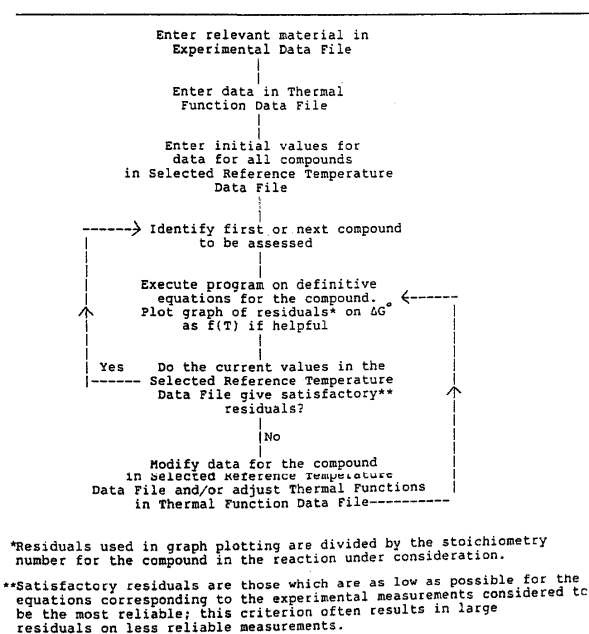 Enter relevant material in
Experimental Data File
Enter data in Thermal
Function Data File
Enter initial values for
data for all compounds
in Selected Reference Temperature
Data File
Identify first or next compound
to be assessed
Execute program on definitive
equations for the compound.
Plot graph of residuals* on ΔG°
as f(T) if helpful
Yes
Do the current values in the
Selected Reference Temperature
Data File give satisfactory**
residuals?
No
Modify data for the compound
in Selected Reference Temperature
Data File and/or adjust Thermal Functions
in Thermal Function Data File
*Residuals used in graph plotting are divided by the stoichiometry
number for the compound in the reaction under consideration.
**Satisfactory residuals are those which are as low as possible for the
equations corresponding to the experimental measurements considered to
be the most reliable; this criterion often results in large
residuals on less reliable measurements.